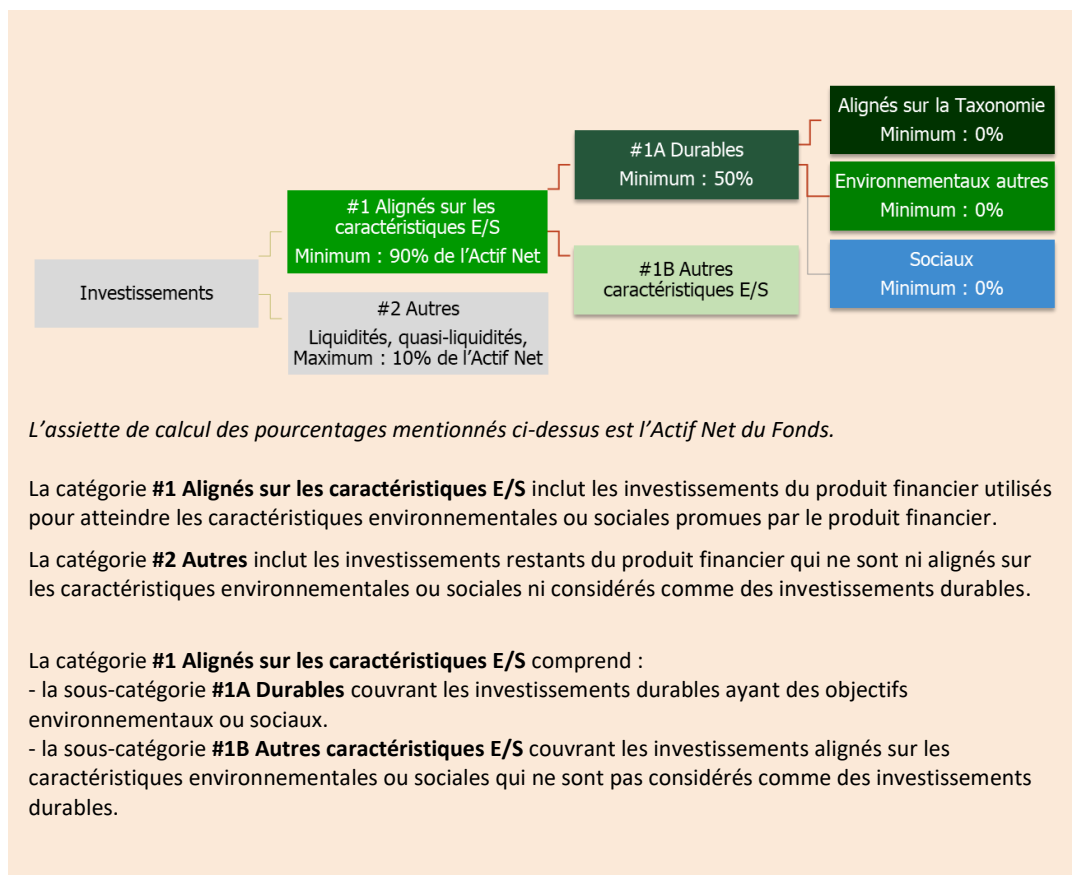 Investissements
#1 Alignés sur les
caractéristiques E/S
Minimum : 90% de l'Actif Net
#2 Autres
Liquidités, quasi-liquidités,
Maximum : 10% de l'Actif Net
#1A Durables
Minimum : 50%
#1B Autres
caractéristiques E/S
Alignés sur la Taxonomie
Minimum : 0%
Environnementaux autres
Minimum : 0%
Sociaux
Minimum : 0%
L'assiette de calcul des pourcentages mentionnés ci-dessus est l'Actif Net du Fonds.
La catégorie #1 Alignés sur les caractéristiques E/S inclut les investissements du produit financier utilisés
pour atteindre les caractéristiques environnementales ou sociales promues par le produit financier.
La catégorie #2 Autres inclut les investissements restants du produit financier qui ne sont ni alignés sur
les caractéristiques environnementales ou sociales ni considérés comme des investissements durables.
La catégorie #1 Alignés sur les caractéristiques E/S comprend :
- la sous-catégorie #1A Durables couvrant les investissements durables ayant des objectifs
environnementaux ou sociaux.
- la sous-catégorie #1B Autres caractéristiques E/S couvrant les investissements alignés sur les
caractéristiques environnementales ou sociales qui ne sont pas considérés comme des investissements
durables.